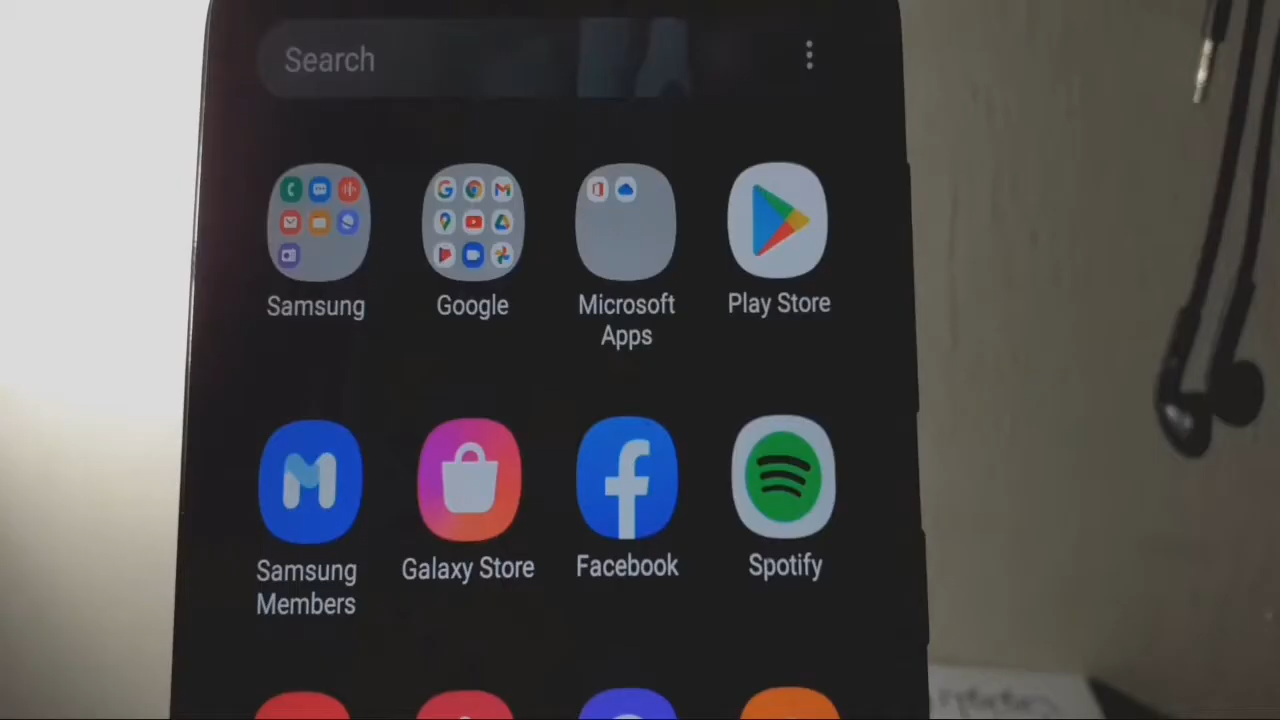 Search
Samsung
Google
Microsoft
Apps
Play Store
Samsung
Members
Galaxy Store
Facebook
Spotify